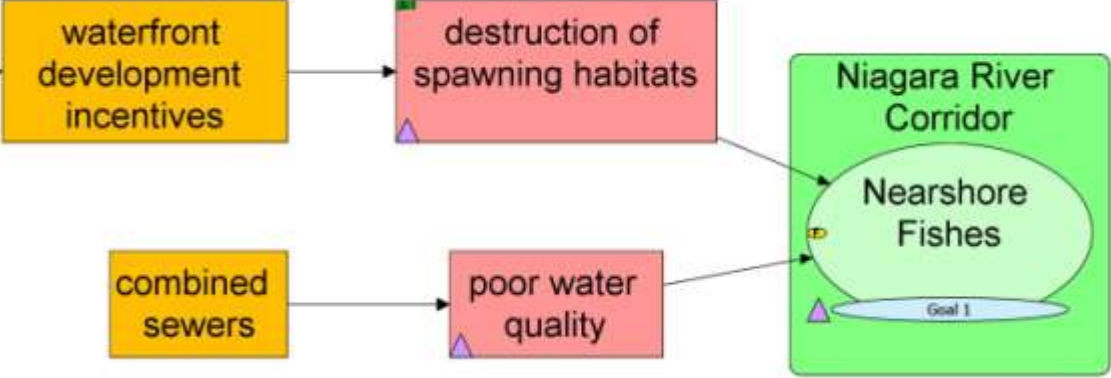 waterfront
development
incentives
destruction of
spawning habitats
Niagara River
Corridor
Nearshore
Fishes
F
Goal 1
combined
sewers
poor water
quality